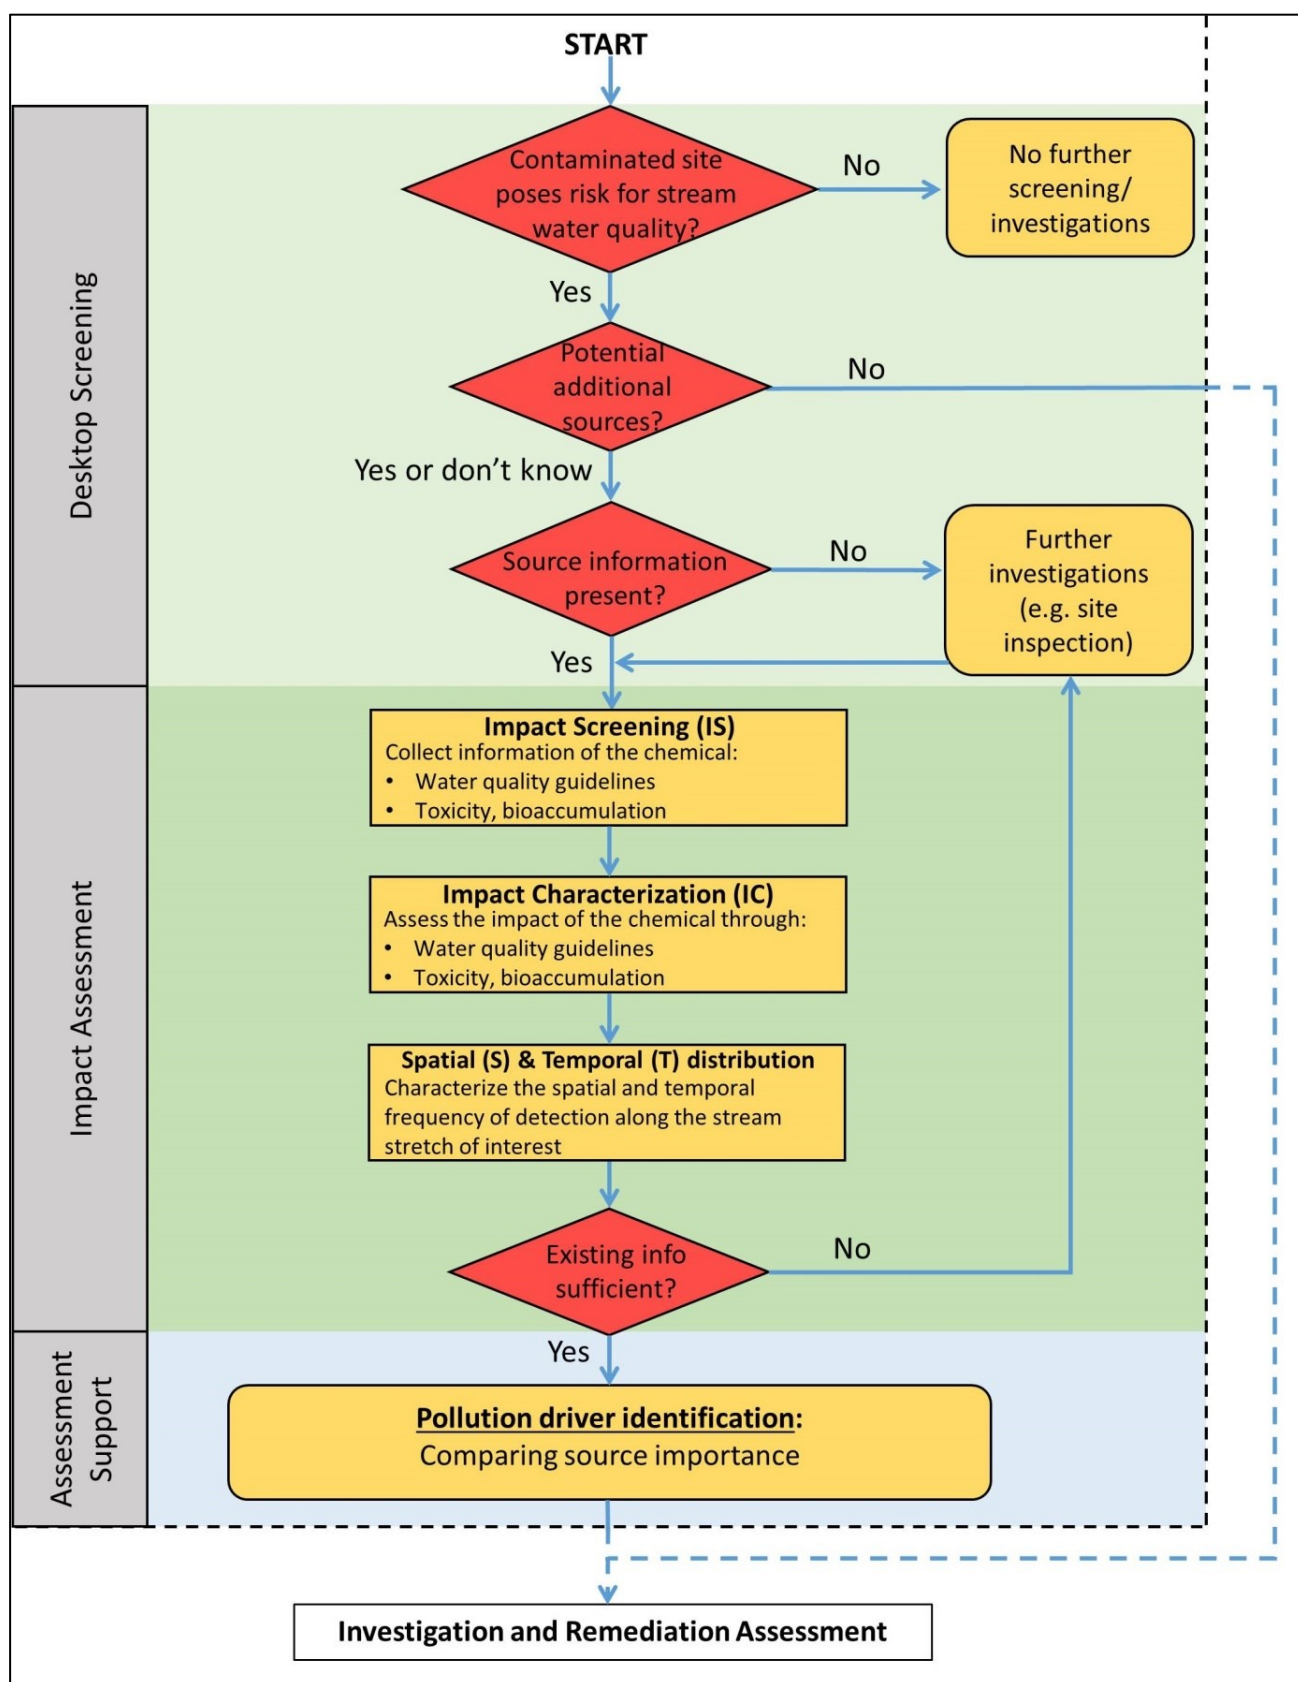 START
Desktop Screening
Contaminated site
poses risk for stream
water quality?
No
No further
screening/
investigations
Yes
Potential
additional
sources?
No
Yes or don’t know
Source information
present?
No
Further
investigations
(e.g. site
inspection)
Yes
Impact Assessment
Impact Screening (IS)
Collect information of the chemical:
• Water quality guidelines
• Toxicity, bioaccumulation
Impact Characterization (IC)
Assess the impact of the chemical through:
• Water quality guidelines
• Toxicity, bioaccumulation
Spatial (S) & Temporal (T) distribution
Characterize the spatial and temporal
frequency of detection along the stream
stretch of interest
Existing info
sufficient?
No
Yes
Assessment
Support
Pollution driver identification:
Comparing source importance
Investigation and Remediation Assessment